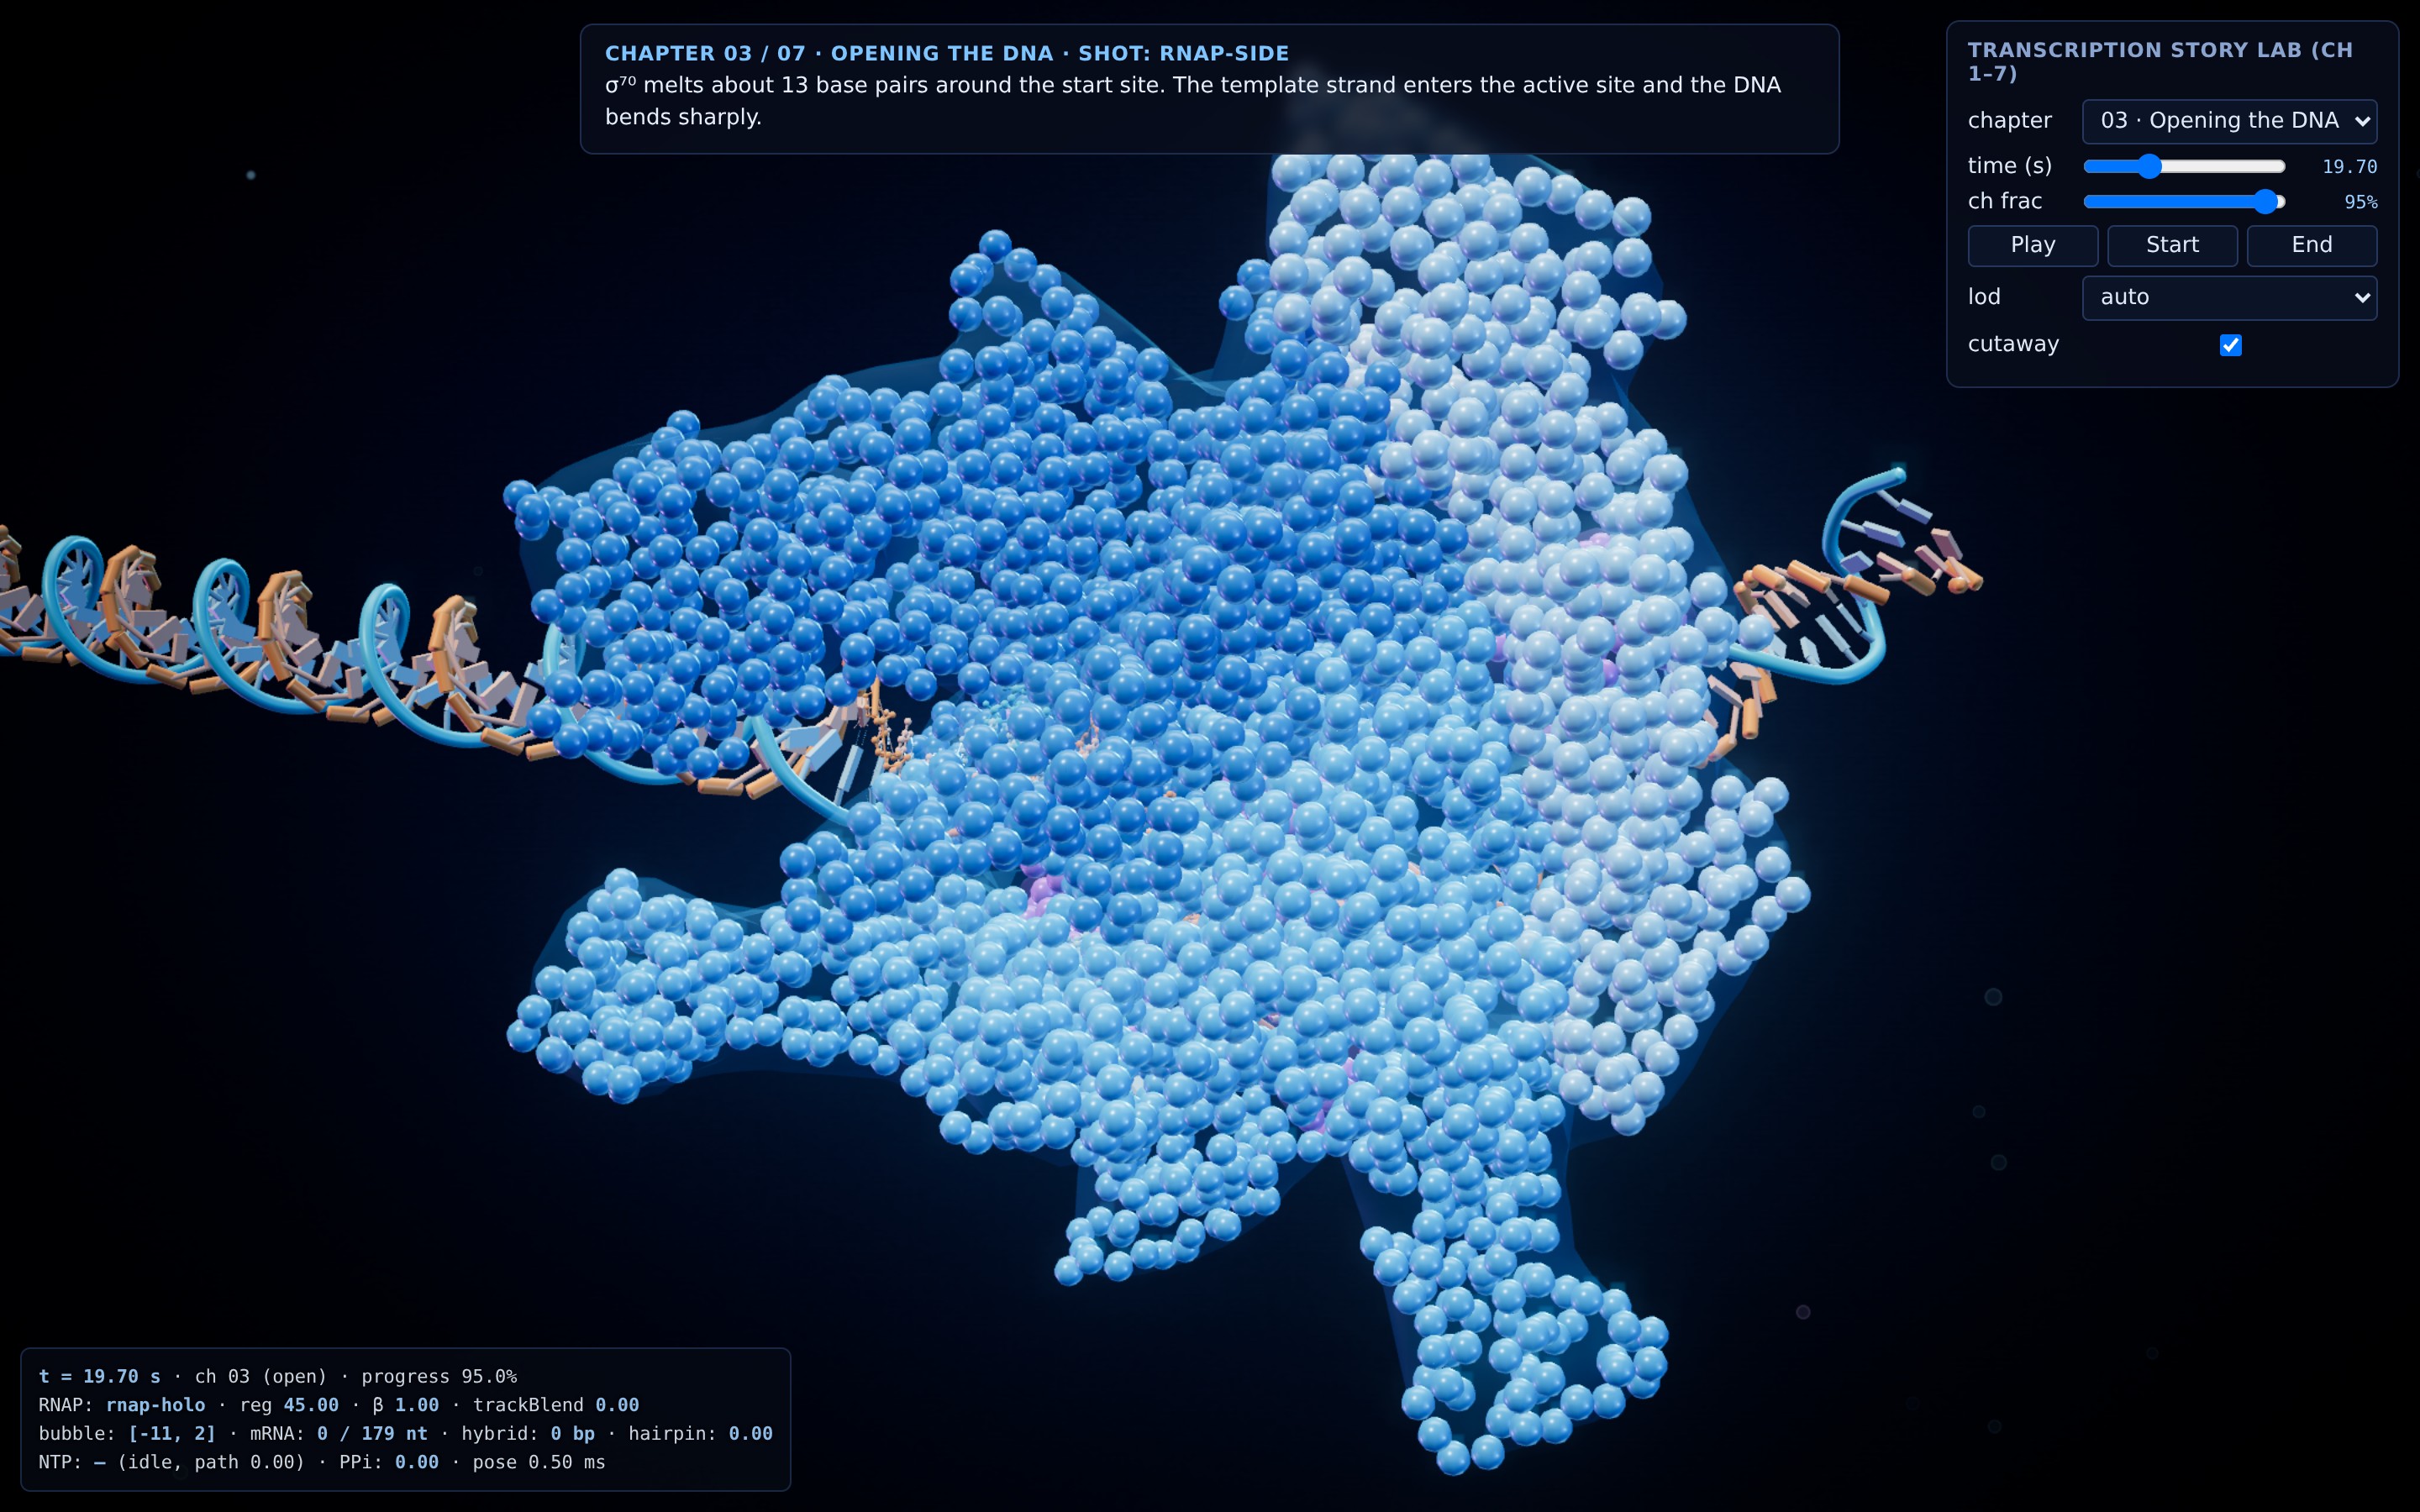 CHAPTER 03 / 07 · OPENING THE DNA · SHOT: RNAP-SIDE
σ⁷⁰ melts about 13 base pairs around the start site. The template strand enters the active site and the DNA
bends sharply.
TRANSCRIPTION STORY LAB (CH
1–7)
chapter 03 · Opening the DNA
time (s) 19.70
ch frac 95%
Play Start End
lod auto
cutaway
t = 19.70 s · ch 03 (open) · progress 95.0%
RNAP: rnap-holo · reg 45.00 · β 1.00 · trackBlend 0.00
bubble: [-11, 2] · mRNA: 0 / 179 nt · hybrid: 0 bp · hairpin: 0.00
NTP: — (idle, path 0.00) · PPi: 0.00 · pose 0.50 ms